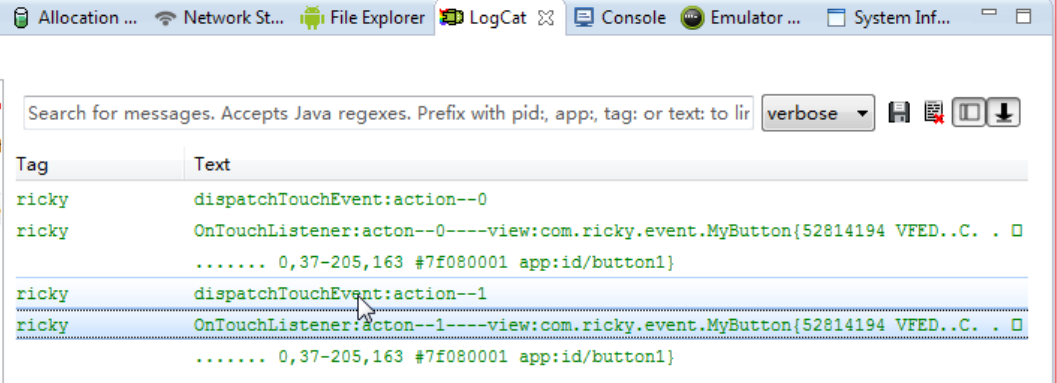 Allocation ... Network St... File Explorer LogCat Console Emulator ... System Inf...
Search for messages. Accepts Java regexes. Prefix with pid:, app:, tag: or text: to lir verbose
Tag Text
ricky dispatchTouchEvent:action--0
ricky OnTouchListener:acton--0----view:com.ricky.event.MyButton{52814194 VFED..C. . □
....... 0,37-205,163 #7f080001 app:id/button1}
ricky dispatchTouchEvent:action--1
ricky OnTouchListener:acton--1----view:com.ricky.event.MyButton{52814194 VFED..C. . □
....... 0,37-205,163 #7f080001 app:id/button1}